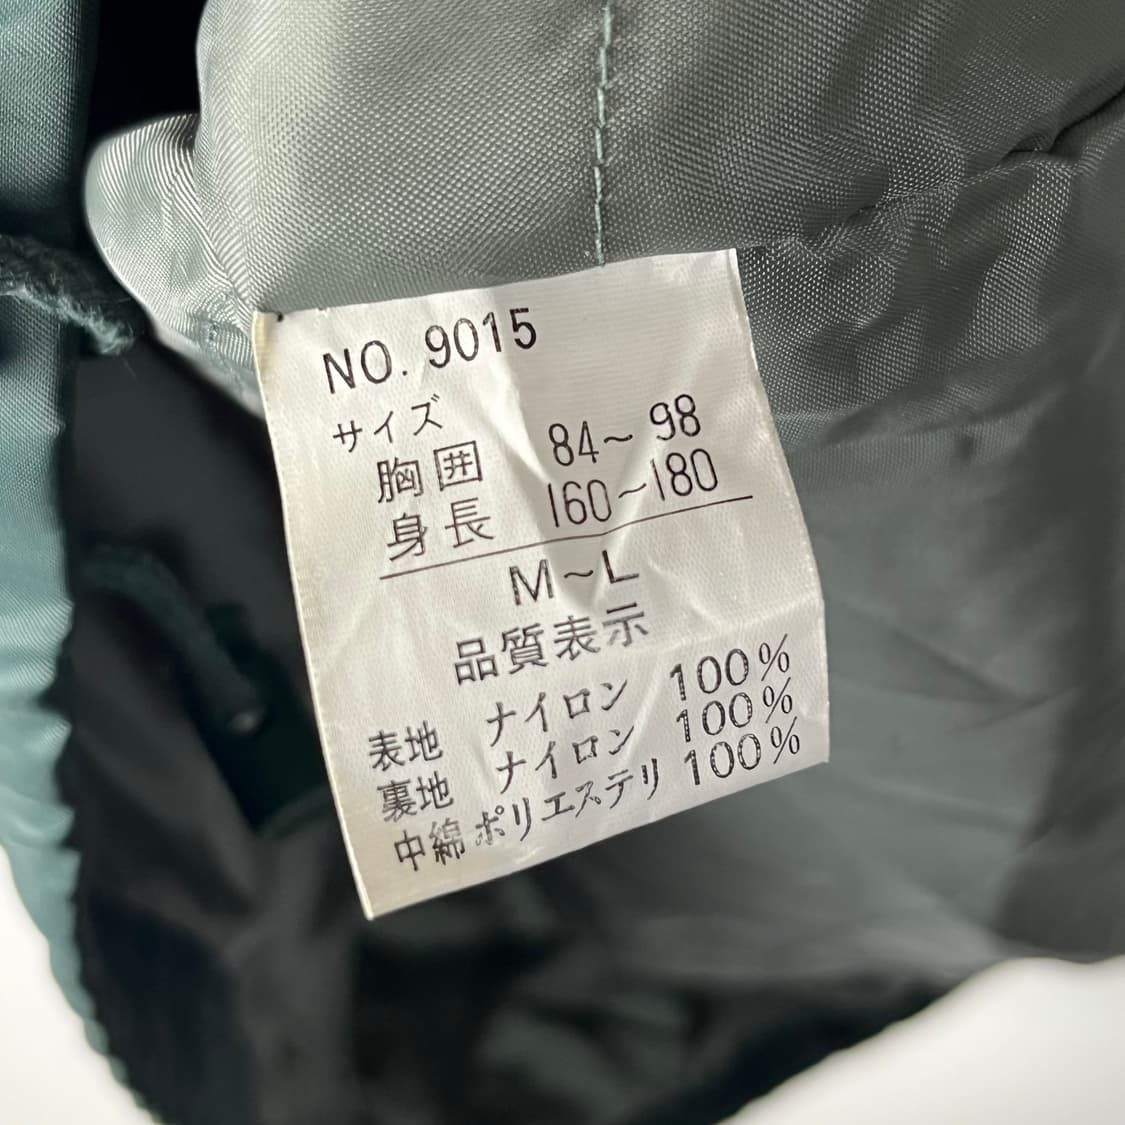 NO. 9015
サイズ
胸囲 84~98
身長 160~180
M~L
品質表示
表地 ナイロン 100%
裏地 ナイロン 100%
中綿 ポリエステリ 100%